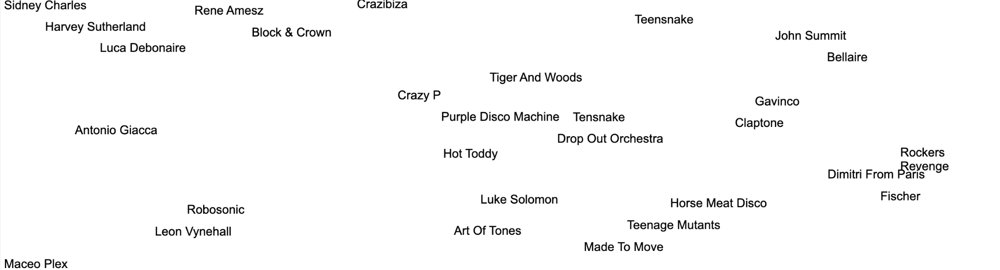 Sidney Charles
Rene Amesz
Crazibiza
Teensnake
Harvey Sutherland
Block & Crown
John Summit
Luca Debonaire
Bellaire
Tiger And Woods
Crazy P
Gavinco
Purple Disco Machine
Tensnake
Claptone
Antonio Giacca
Drop Out Orchestra
Hot Toddy
Rockers
Revenge
Dimitri From Paris
Fischer
Luke Solomon
Horse Meat Disco
Robosonic
Teenage Mutants
Leon Vynehall
Art Of Tones
Made To Move
Maceo Plex